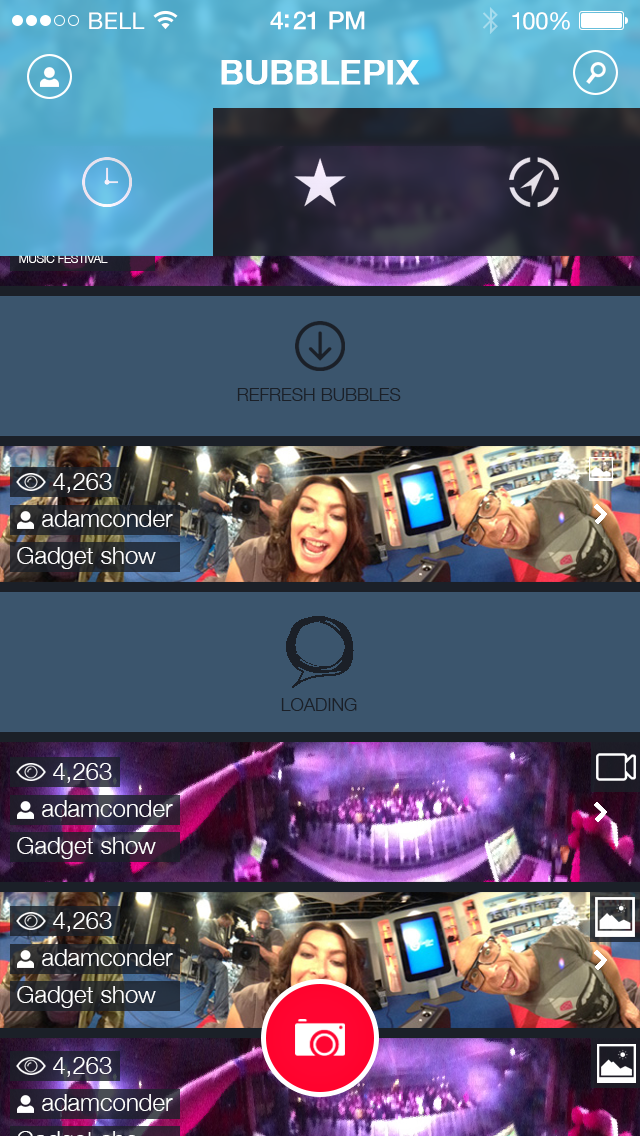 BELL 4:21 PM 100%
BUBBLEPIX
MUSIC FESTIVAL
REFRESH BUBBLES
4,263
adamconder
Gadget show
LOADING
4,263
adamconder
Gadget show
4,263
adamconder
Gadget show
4,263
adamconder